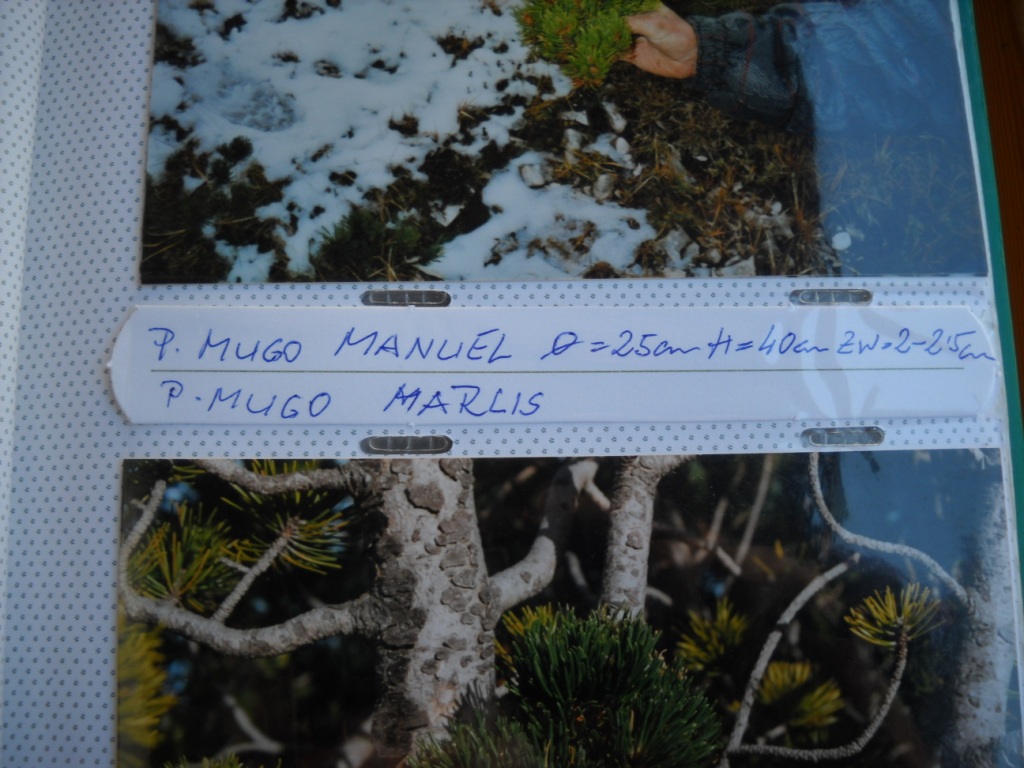 P. MUGO MANUEL Ø = 25cm H = 40cm ZW = 2-2'5cm
P. MUGO MARLIS